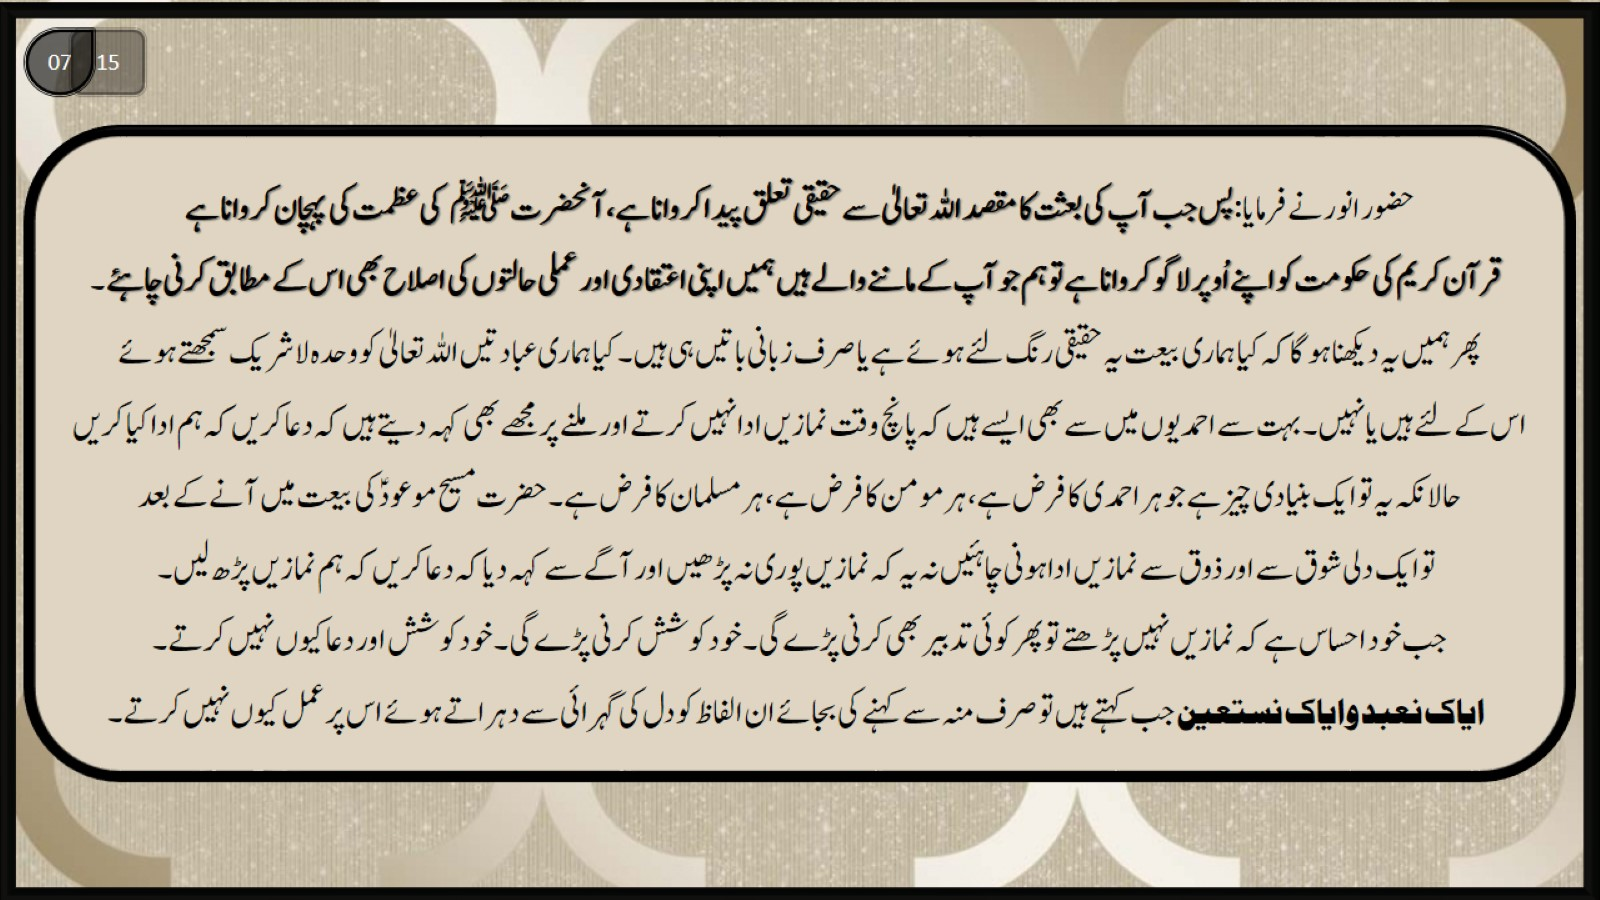 07 15
حضور انور نے فرمایا: پس جب آپ کی بعثت کا مقصد اللہ تعالیٰ سے حقیقی تعلق پیدا کروانا ہے، آنحضرت ﷺ کی عظمت کی پہچان کروانا ہے
قرآن کریم کی حکومت کو اپنے اُوپر لاگو کروانا ہے تو ہم جو آپ کے ماننے والے ہیں ہمیں اپنی اعتقادی اور عملی حالتوں کی اصلاح بھی اس کے مطابق کرنی چاہئے۔
پھر ہمیں یہ دیکھنا ہو گا کہ کیا ہماری بیعت یہ حقیقی رنگ لئے ہوئے ہے یا صرف زبانی باتیں ہی ہیں۔ کیا ہماری عبادتیں اللہ تعالیٰ کو وحدہ لا شریک سمجھتے ہوئے
اس کے لئے ہیں یا نہیں۔ بہت سے احمدیوں میں سے بھی ایسے ہیں کہ پانچ وقت نمازیں ادا نہیں کرتے اور ملنے پر مجھے بھی کہہ دیتے ہیں کہ دعا کریں کہ ہم ادا کیا کریں
حالانکہ یہ تو ایک بنیادی چیز ہے جو ہر احمدی کا فرض ہے، ہر مومن کا فرض ہے، ہر مسلمان کا فرض ہے۔ حضرت مسیح موعودؑ کی بیعت میں آنے کے بعد
تو ایک دلی شوق سے اور ذوق سے نمازیں ادا ہونی چاہئیں نہ یہ کہ نمازیں پوری نہ پڑھیں اور آگے سے کہہ دیا کہ دعا کریں کہ ہم نمازیں پڑھ لیں۔
جب خود احساس ہے کہ نمازیں نہیں پڑھتے تو پھر کوئی تدبیر بھی کرنی پڑے گی۔ خود کوشش کرنی پڑے گی۔ خود کوشش اور دعا کیوں نہیں کرتے۔
ایاک نعبد وایاک نستعین جب کہتے ہیں تو صرف منہ سے کہنے کی بجائے ان الفاظ کو دل کی گہرائی سے دہراتے ہوئے اس پر عمل کیوں نہیں کرتے۔